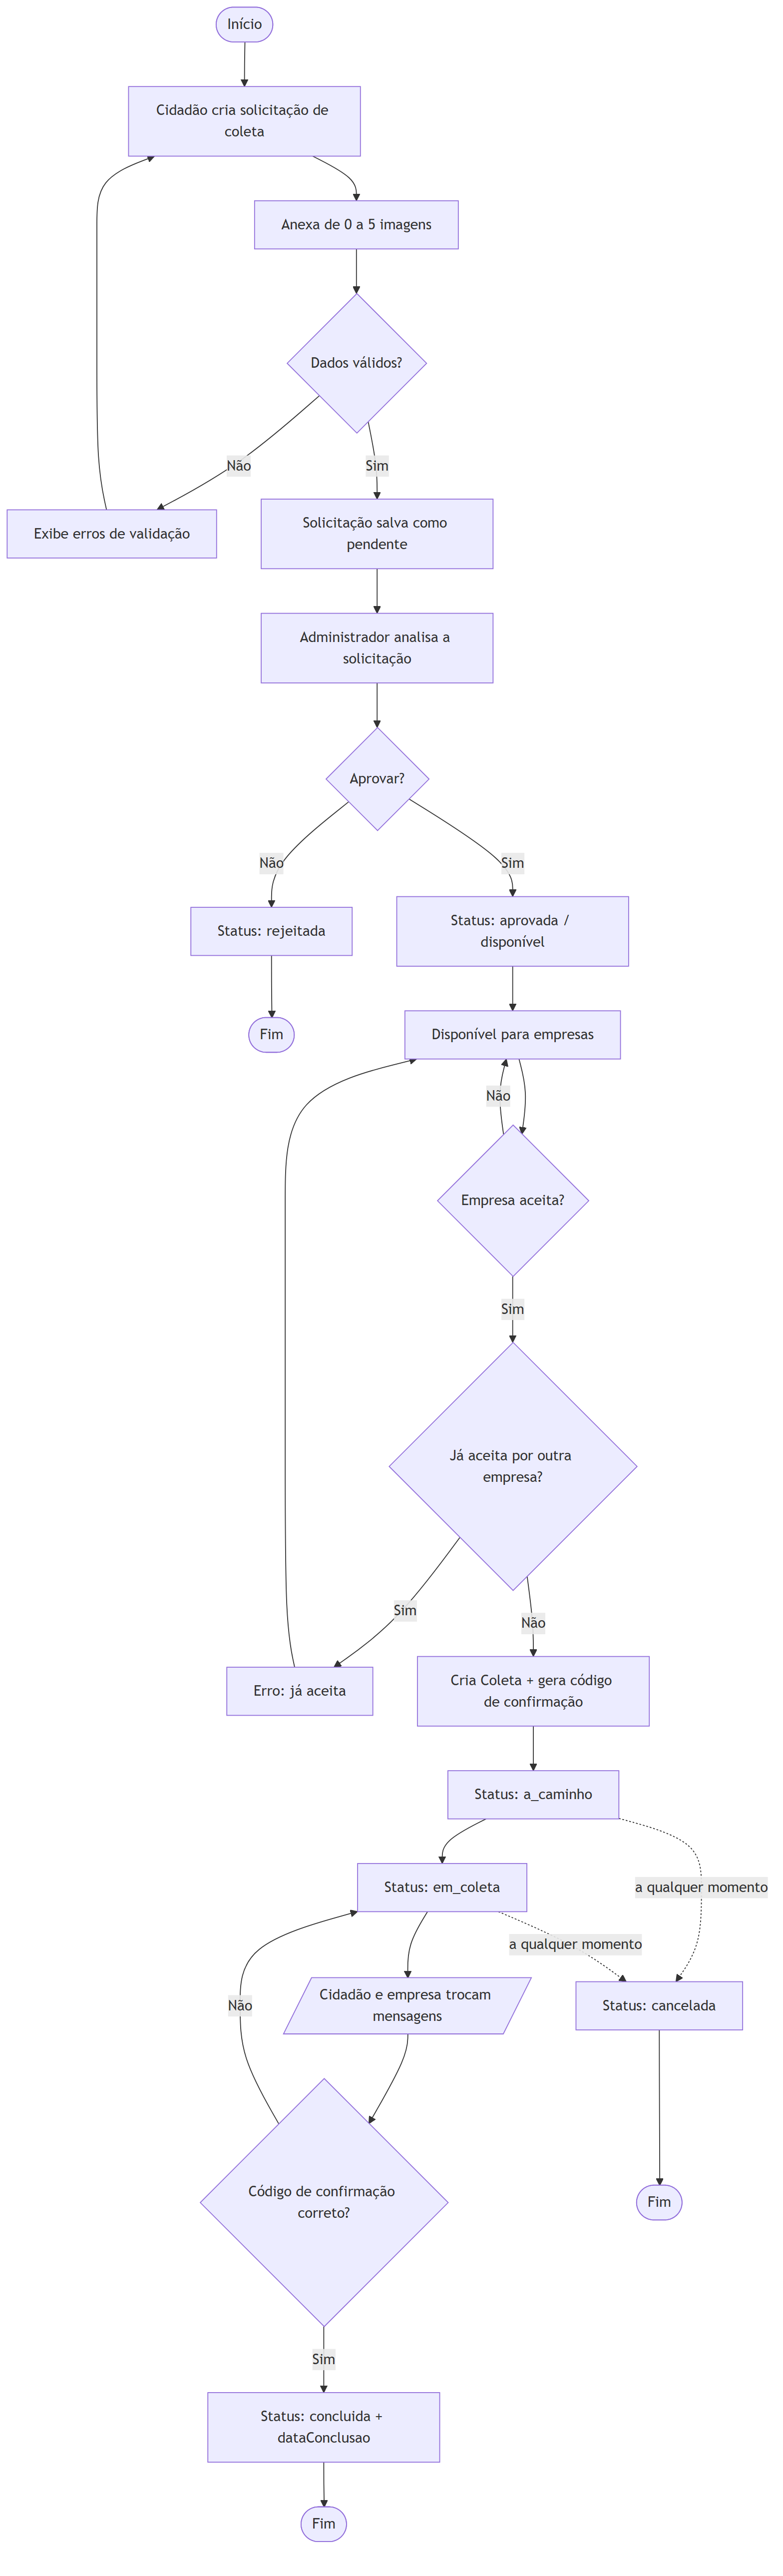 Início
Cidadão cria solicitação de
coleta
Anexa de 0 a 5 imagens
Dados válidos?
Não
Sim
Exibe erros de validação
Solicitação salva como
pendente
Administrador analisa a
solicitação
Aprovar?
Não
Sim
Status: rejeitada
Status: aprovada /
disponível
Fim
Disponível para empresas
Não
Empresa aceita?
Sim
Já aceita por outra
empresa?
Sim
Não
Erro: já aceita
Cria Coleta + gera código
de confirmação
Status: a_caminho
Status: em_coleta
a qualquer momento
a qualquer momento
Não
Cidadão e empresa trocam
mensagens
Status: cancelada
Código de confirmação
correto?
Fim
Sim
Status: concluida +
dataConclusao
Fim